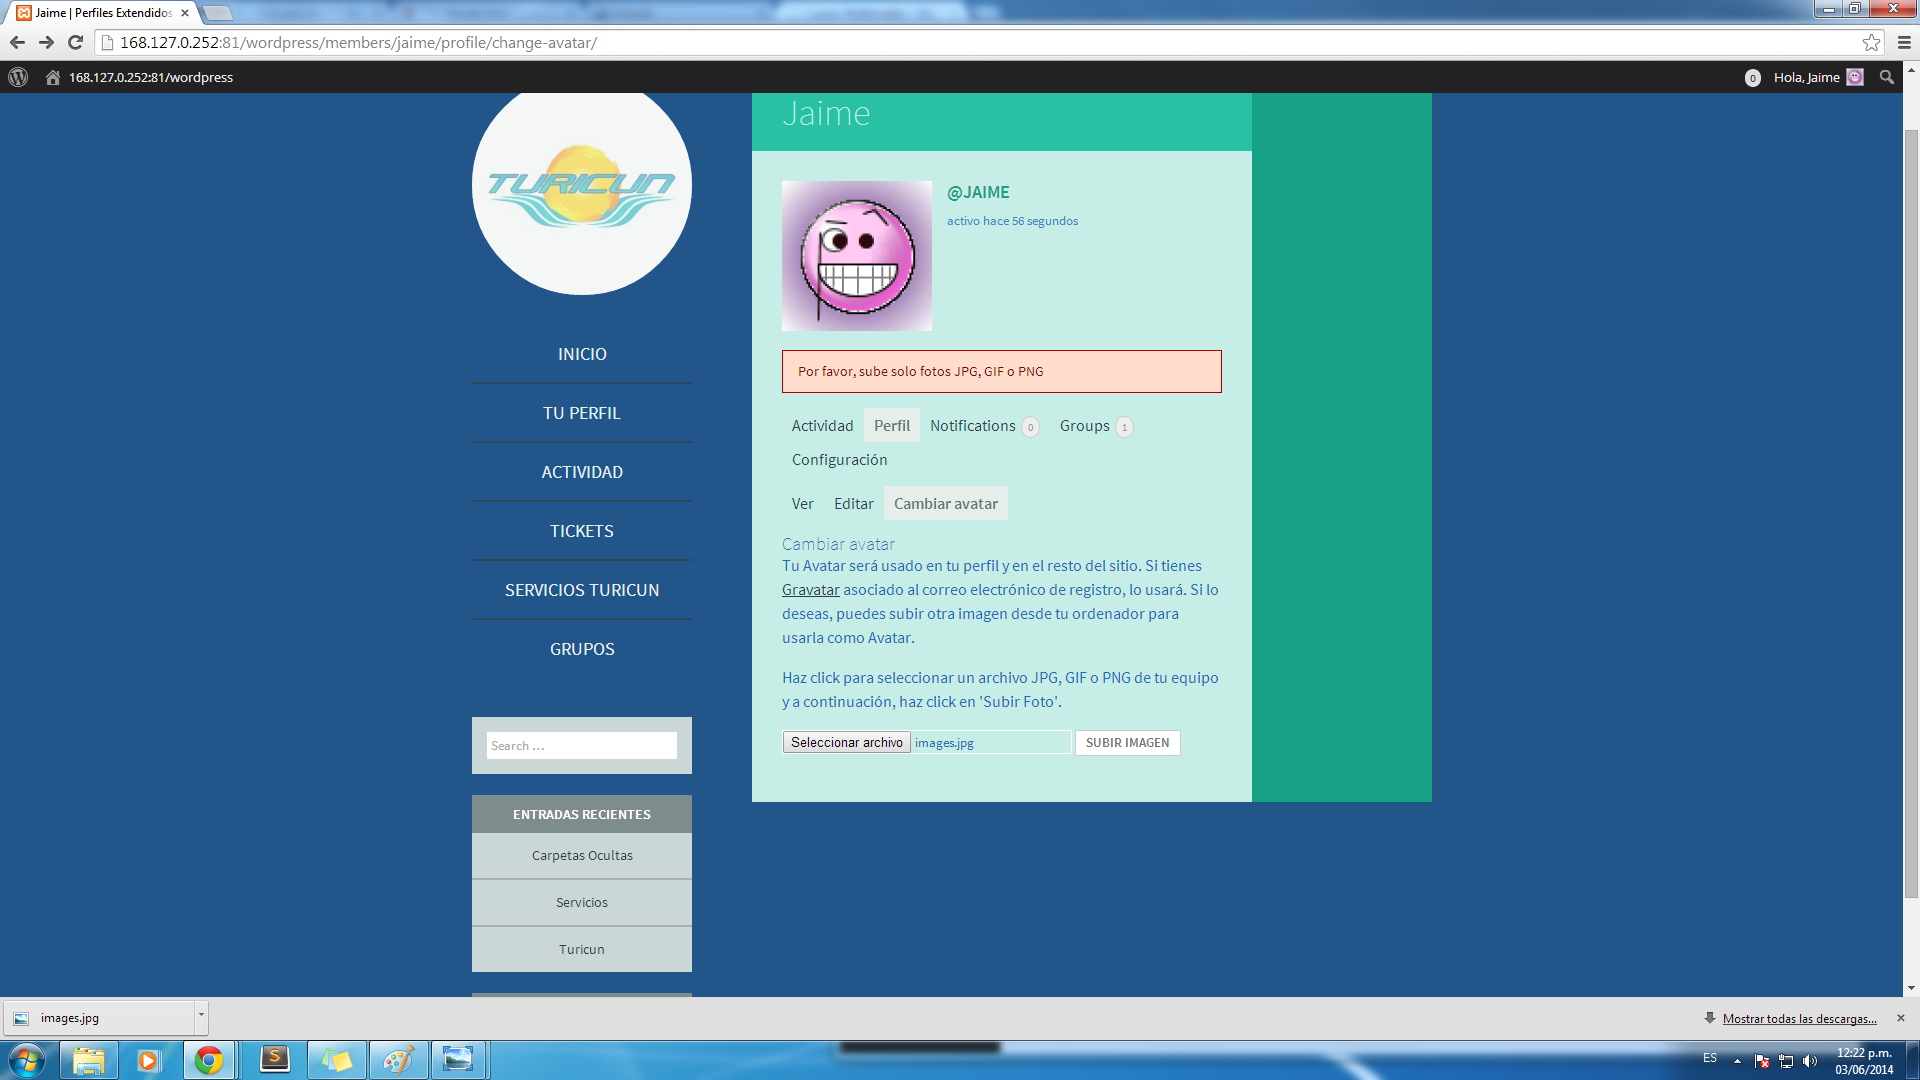 Jaime | Perfiles Extendidos
168.127.0.252:81/wordpress/members/jaime/profile/change-avatar/
168.127.0.252:81/wordpress
0
Hola, Jaime
TURICUN
INICIO
TU PERFIL
ACTIVIDAD
TICKETS
SERVICIOS TURICUN
GRUPOS
Search ...
ENTRADAS RECIENTES
Carpetas Ocultas
Servicios
Turicun
Jaime
@JAIME
activo hace 56 segundos
Por favor, sube solo fotos JPG, GIF o PNG
Actividad Perfil Notifications 0 Groups 1
Configuración
Ver Editar Cambiar avatar
Cambiar avatar
Tu Avatar será usado en tu perfil y en el resto del sitio. Si tienes
Gravatar asociado al correo electrónico de registro, lo usará. Si lo
deseas, puedes subir otra imagen desde tu ordenador para
usarla como Avatar.
Haz click para seleccionar un archivo JPG, GIF o PNG de tu equipo
y a continuación, haz click en 'Subir Foto'.
Seleccionar archivo images.jpg SUBIR IMAGEN
images.jpg
Mostrar todas las descargas...
ES
12:22 p.m.
03/06/2014